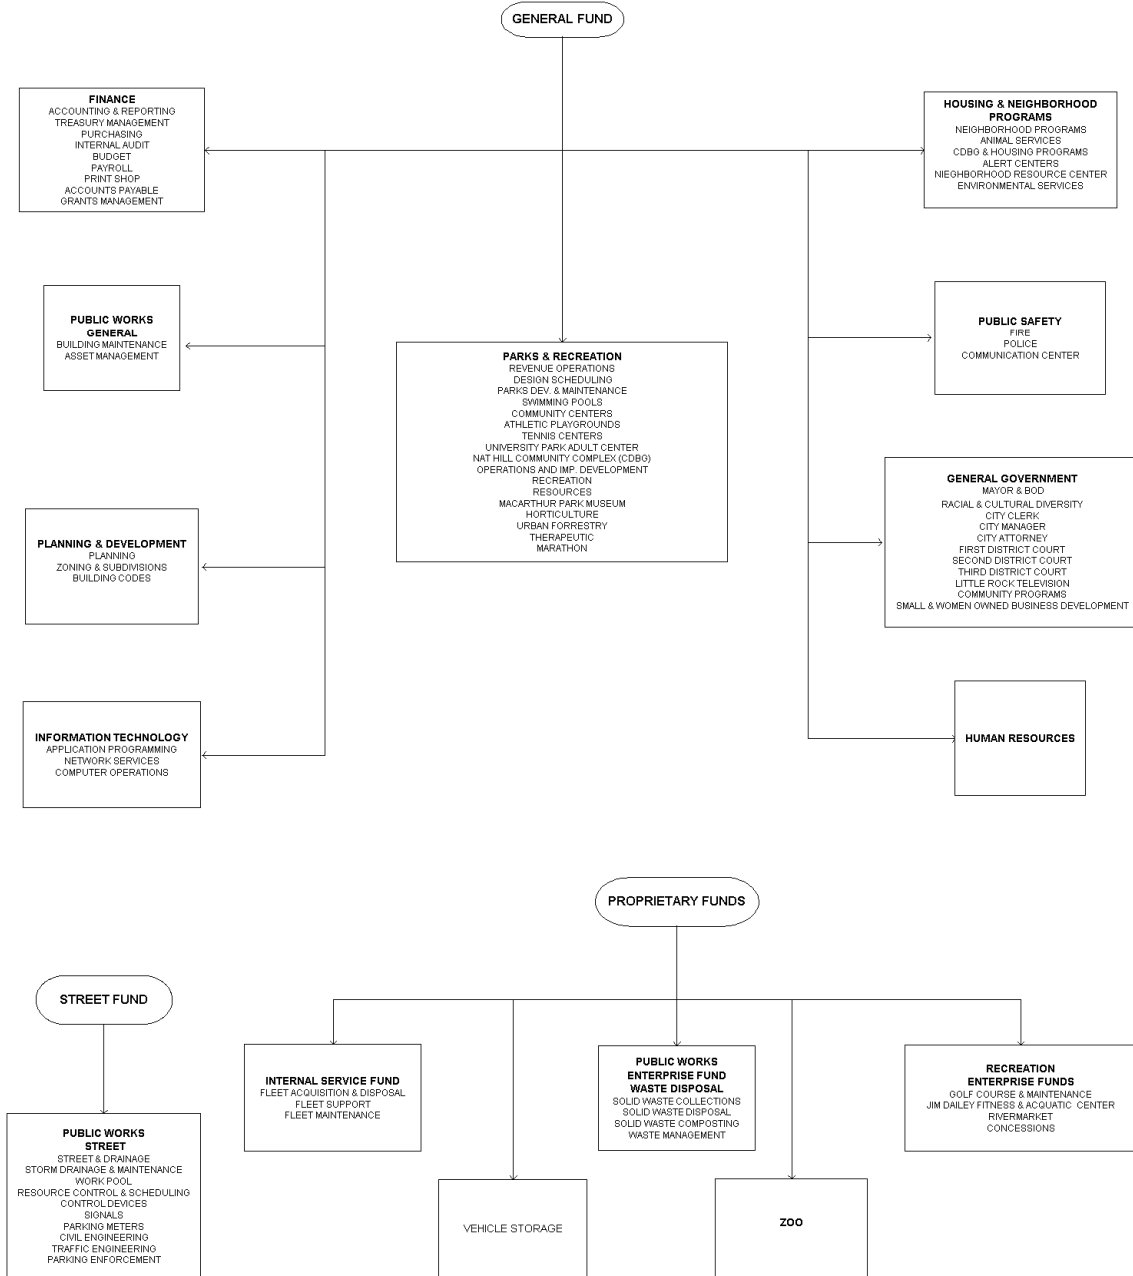 GENERAL FUND
FINANCE
ACCOUNTING & REPORTING
TREASURY MANAGEMENT
PURCHASING
INTERNAL AUDIT
BUDGET
PAYROLL
PRINT SHOP
ACCOUNTS PAYABLE
GRANTS MANAGEMENT
HOUSING & NEIGHBORHOOD
PROGRAMS
NEIGHBORHOOD PROGRAMS
ANIMAL SERVICES
CDBG & HOUSING PROGRAMS
ALERT CENTERS
NIEGHBORHOOD RESOURCE CENTER
ENVIRONMENTAL SERVICES
PUBLIC WORKS
GENERAL
BUILDING MAINTENANCE
ASSET MANAGEMENT
PARKS & RECREATION
REVENUE OPERATIONS
DESIGN SCHEDULING
PARKS DEV. & MAINTENANCE
SWIMMING POOLS
COMMUNITY CENTERS
ATHLETIC PLAYGROUNDS
TENNIS CENTERS
UNIVERSITY PARK ADULT CENTER
NAT HILL COMMUNITY COMPLEX (CDBG)
OPERATIONS AND IMP. DEVELOPMENT
RECREATION
RESOURCES
MACARTHUR PARK MUSEUM
HORTICULTURE
URBAN FORRESTRY
THERAPEUTIC
MARATHON
PUBLIC SAFETY
FIRE
POLICE
COMMUNICATION CENTER
PLANNING & DEVELOPMENT
PLANNING
ZONING & SUBDIVISIONS
BUILDING CODES
GENERAL GOVERNMENT
MAYOR & BOD
RACIAL & CULTURAL DIVERSITY
CITY CLERK
CITY MANAGER
CITY ATTORNEY
FIRST DISTRICT COURT
SECOND DISTRICT COURT
THIRD DISTRICT COURT
LITTLE ROCK TELEVISION
COMMUNITY PROGRAMS
SMALL & WOMEN OWNED BUSINESS DEVELOPMENT
INFORMATION TECHNOLOGY
APPLICATION PROGRAMMING
NETWORK SERVICES
COMPUTER OPERATIONS
HUMAN RESOURCES
PROPRIETARY FUNDS
STREET FUND
INTERNAL SERVICE FUND
FLEET ACQUISITION & DISPOSAL
FLEET SUPPORT
FLEET MAINTENANCE
PUBLIC WORKS
ENTERPRISE FUND
WASTE DISPOSAL
SOLID WASTE COLLECTIONS
SOLID WASTE DISPOSAL
SOLID WASTE COMPOSTING
WASTE MANAGEMENT
RECREATION
ENTERPRISE FUNDS
GOLF COURSE & MAINTENANCE
JIM DAILEY FITNESS & ACQUATIC CENTER
RIVERMARKET
CONCESSIONS
PUBLIC WORKS
STREET
STREET & DRAINAGE
STORM DRAINAGE & MAINTENANCE
WORK POOL
RESOURCE CONTROL & SCHEDULING
CONTROL DEVICES
SIGNALS
PARKING METERS
CIVIL ENGINEERING
TRAFFIC ENGINEERING
PARKING ENFORCEMENT
VEHICLE STORAGE
ZOO